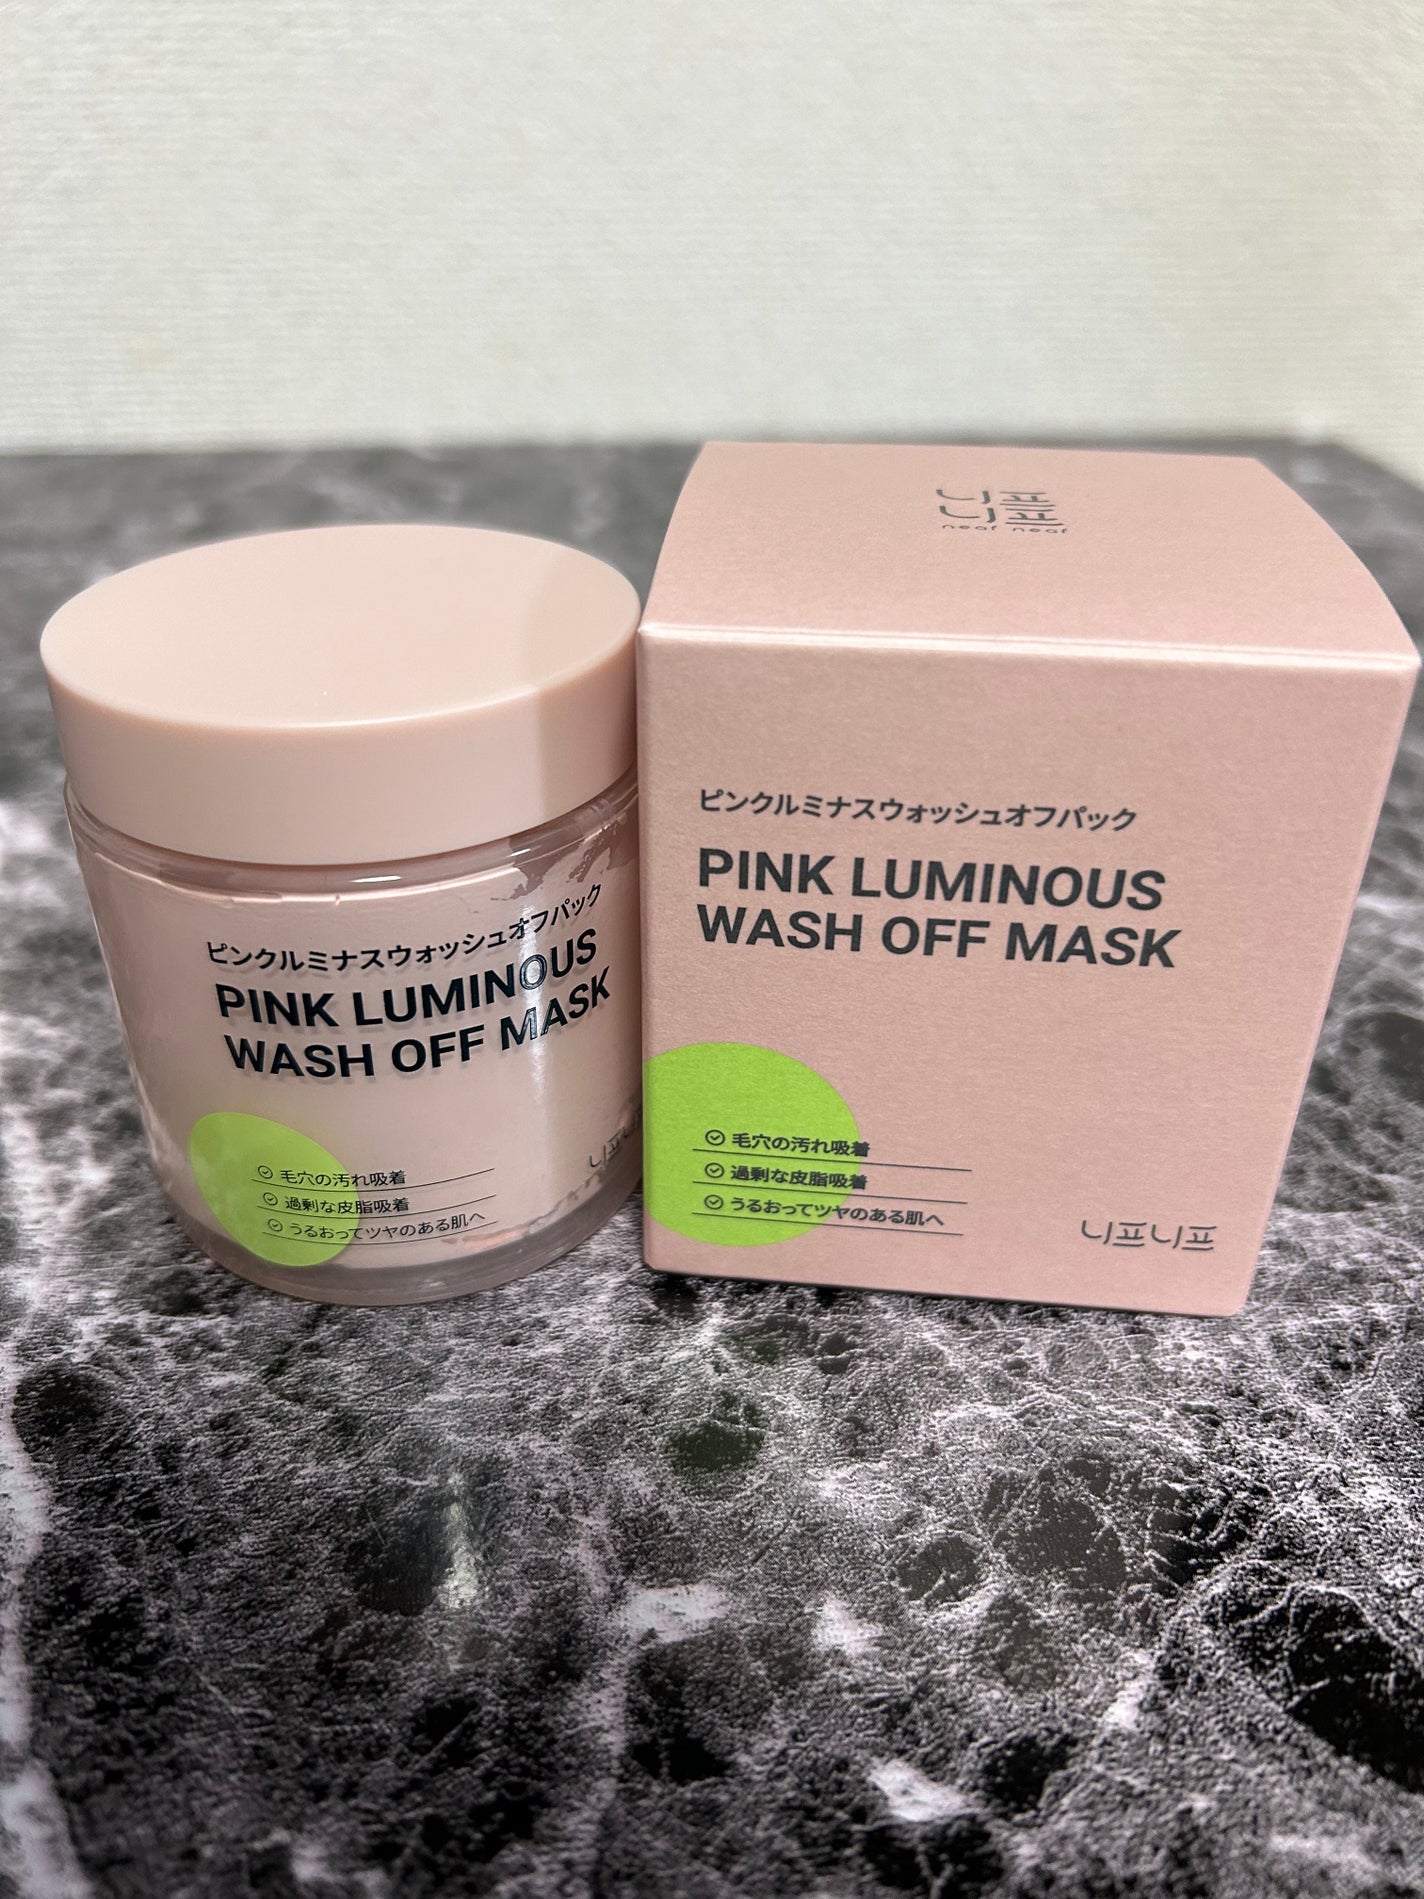 ピンクルミナスウォッシュオフパック
PINK LUMINOUS
WASH OFF MASK
毛穴の汚れ吸着
過剰な皮脂吸着
うるおってツヤのある肌へ
니프니
니프니프
neaf neaf
ピンクルミナスウォッシュオフパック
PINK LUMINOUS
WASH OFF MASK
毛穴の汚れ吸着
過剰な皮脂吸着
うるおってツヤのある肌へ
니프니프